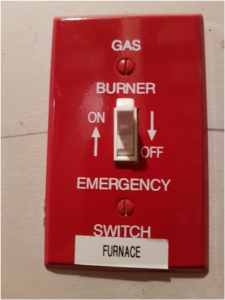 GAS
BURNER
ON
OFF
EMERGENCY
SWITCH
FURNACE